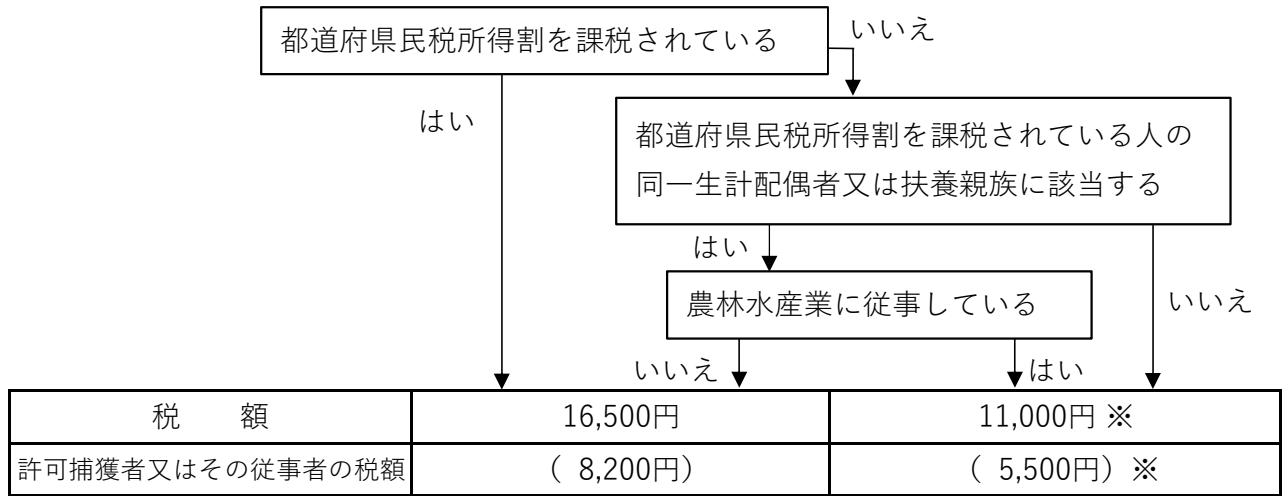 都道府県民税所得割を課税されている
いいえ
はい
都道府県民税所得割を課税されている人の
同一生計配偶者又は扶養親族に該当する
はい
農林水産業に従事している
いいえ
いいえ
はい
税　　額
16,500円
11,000円 ※
許可捕獲者又はその従事者の税額
（ 8,200円）
（ 5,500円）※